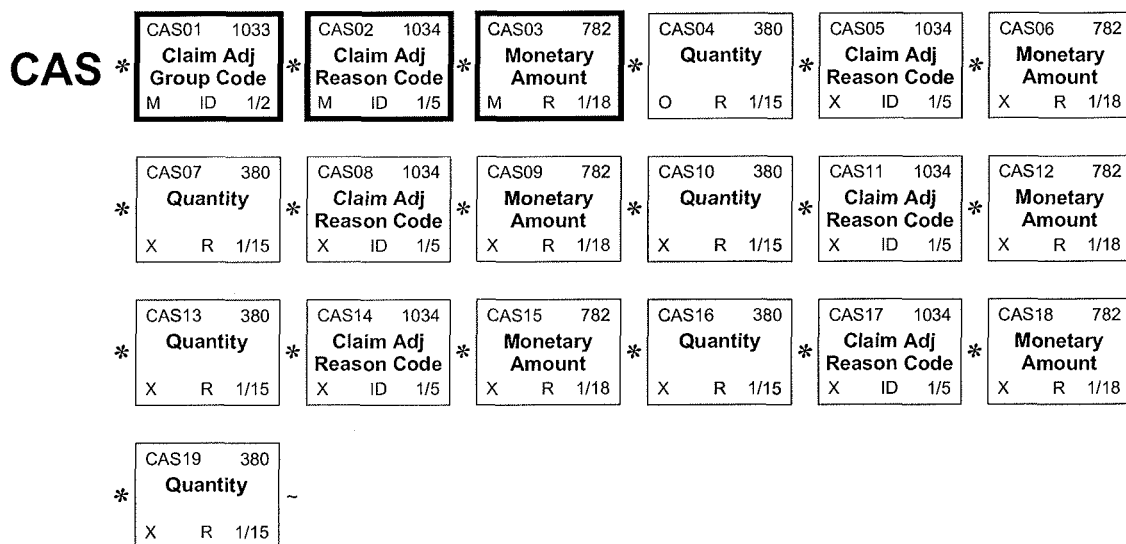 CAS * CAS01 1033 * CAS02 1034 * CAS03 782 * CAS04 380 * CAS05 1034 * CAS06 782
Claim Adj Claim Adj Monetary Quantity Claim Adj Monetary
Group Code Reason Code Amount Reason Code Amount
M ID 1/2 M ID 1/5 M R 1/18 O R 1/15 X ID 1/5 X R 1/18
* CAS07 380 * CAS08 1034 * CAS09 782 * CAS10 380 * CAS11 1034 * CAS12 782
Quantity Claim Adj Monetary Quantity Claim Adj Monetary
Reason Code Amount Reason Code Amount
X R 1/15 X ID 1/5 X R 1/18 X R 1/15 X ID 1/5 X R 1/18
* CAS13 380 * CAS14 1034 * CAS15 782 * CAS16 380 * CAS17 1034 * CAS18 782
Quantity Claim Adj Monetary Quantity Claim Adj Monetary
Reason Code Amount Reason Code Amount
X R 1/15 X ID 1/5 X R 1/18 X R 1/15 X ID 1/5 X R 1/18
* CAS19 380 ~
Quantity
X R 1/15